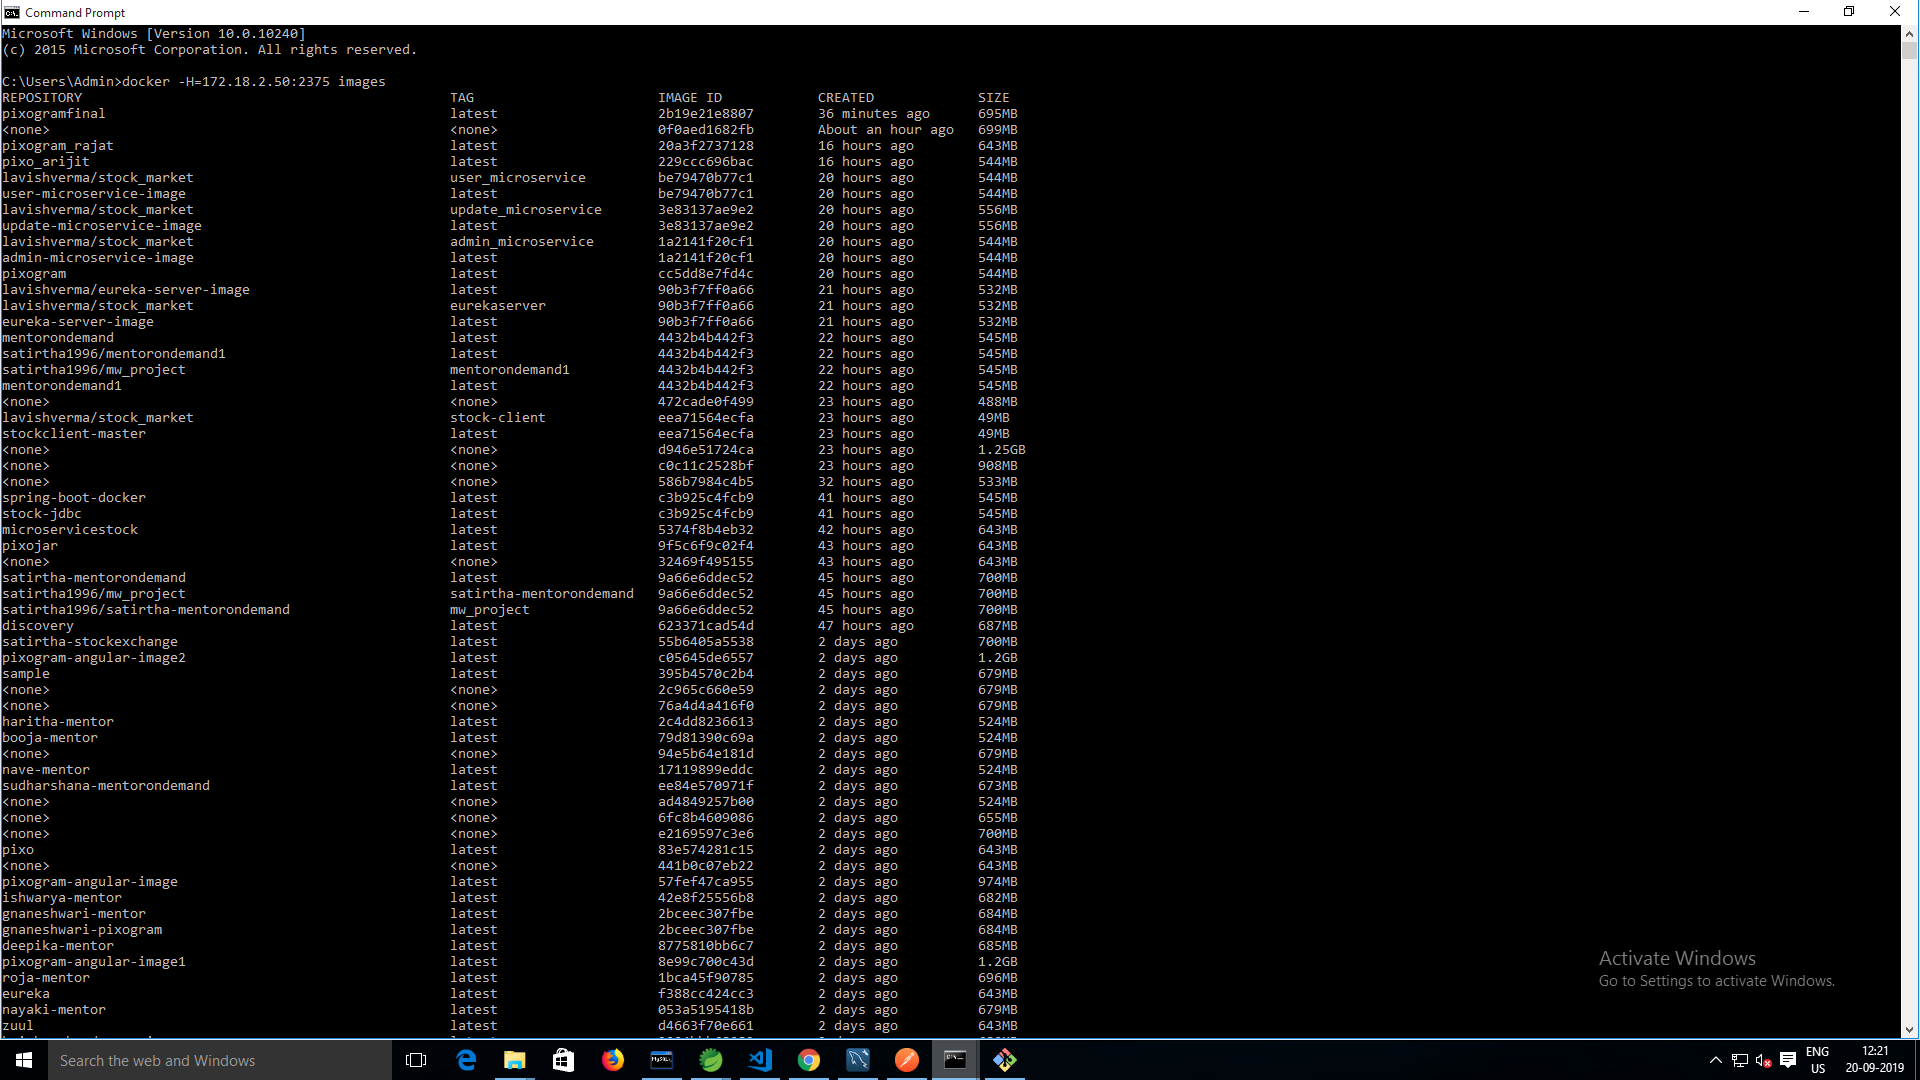 Command Prompt
Microsoft Windows [Version 10.0.10240]
(c) 2015 Microsoft Corporation. All rights reserved.
C:\Users\Admin>docker -H=172.18.2.50:2375 images
REPOSITORY TAG IMAGE ID CREATED SIZE
pixogramfinal latest 2b19e21e8807 36 minutes ago 695MB
<none> <none> 0f0aed1682fb About an hour ago 699MB
pixogram_rajat latest 20a3f2737128 16 hours ago 643MB
pixo_arijit latest 229ccc696bac 16 hours ago 544MB
lavishverma/stock_market user_microservice be79470b77c1 20 hours ago 544MB
user-microservice-image latest be79470b77c1 20 hours ago 544MB
lavishverma/stock_market update_microservice 3e83137ae9e2 20 hours ago 556MB
update-microservice-image latest 3e83137ae9e2 20 hours ago 556MB
lavishverma/stock_market admin_microservice 1a2141f20cf1 20 hours ago 544MB
admin-microservice-image latest 1a2141f20cf1 20 hours ago 544MB
pixogram latest cc5dd8e7fd4c 20 hours ago 544MB
lavishverma/eureka-server-image latest 90b3f7ff0a66 21 hours ago 532MB
lavishverma/stock_market eurekaserver 90b3f7ff0a66 21 hours ago 532MB
eureka-server-image latest 90b3f7ff0a66 21 hours ago 532MB
mentorondemand latest 4432b4b442f3 22 hours ago 545MB
satirtha1996/mentorondemand1 latest 4432b4b442f3 22 hours ago 545MB
satirtha1996/mw_project mentorondemand1 4432b4b442f3 22 hours ago 545MB
mentorondemand1 latest 4432b4b442f3 22 hours ago 545MB
<none> <none> 472cade0f499 23 hours ago 488MB
lavishverma/stock_market stock-client eea71564ecfa 23 hours ago 49MB
stockclient-master latest eea71564ecfa 23 hours ago 49MB
<none> <none> d946e51724ca 23 hours ago 1.25GB
<none> <none> c0c11c2528bf 23 hours ago 908MB
<none> <none> 586b7984c4b5 32 hours ago 533MB
spring-boot-docker latest c3b925c4fcb9 41 hours ago 545MB
stock-jdbc latest c3b925c4fcb9 41 hours ago 545MB
microservicestock latest 5374f8b4eb32 42 hours ago 643MB
pixojar latest 9f5c6f9c02f4 43 hours ago 643MB
<none> <none> 32469f495155 43 hours ago 643MB
satirtha-mentorondemand latest 9a66e6ddec52 45 hours ago 700MB
satirtha1996/mw_project satirtha-mentorondemand 9a66e6ddec52 45 hours ago 700MB
satirtha1996/satirtha-mentorondemand mw_project 9a66e6ddec52 45 hours ago 700MB
discovery latest 623371cad54d 47 hours ago 687MB
satirtha-stockexchange latest 55b6405a5538 2 days ago 700MB
pixogram-angular-image2 latest c05645de6557 2 days ago 1.2GB
sample latest 395b4570c2b4 2 days ago 679MB
<none> <none> 2c965c660e59 2 days ago 679MB
<none> <none> 76a4d4a416f0 2 days ago 679MB
haritha-mentor latest 2c4dd8236613 2 days ago 524MB
booja-mentor latest 79d81390c69a 2 days ago 524MB
<none> <none> 94e5b64e181d 2 days ago 679MB
nave-mentor latest 17119899eddc 2 days ago 524MB
sudharshana-mentorondemand latest ee84e570971f 2 days ago 673MB
<none> <none> ad4849257b00 2 days ago 524MB
<none> <none> 6fc8b4609086 2 days ago 655MB
<none> <none> e2169597c3e6 2 days ago 700MB
pixo latest 83e574281c15 2 days ago 643MB
<none> <none> 441b0c07eb22 2 days ago 643MB
pixogram-angular-image latest 57fef47ca955 2 days ago 974MB
ishwarya-mentor latest 42e8f25556b8 2 days ago 682MB
gnaneshwari-mentor latest 2bceec307fbe 2 days ago 684MB
gnaneshwari-pixogram latest 2bceec307fbe 2 days ago 684MB
deepika-mentor latest 8775810bb6c7 2 days ago 685MB
pixogram-angular-image1 latest 8e99c700c43d 2 days ago 1.2GB
roja-mentor latest 1bca45f90785 2 days ago 696MB
eureka latest f388cc424cc3 2 days ago 643MB
nayaki-mentor latest 053a5195418b 2 days ago 679MB
zuul latest d4663f70e661 2 days ago 643MB
Activate Windows
Go to Settings to activate Windows.
Search the web and Windows
ENG
US
12:21
20-09-2019